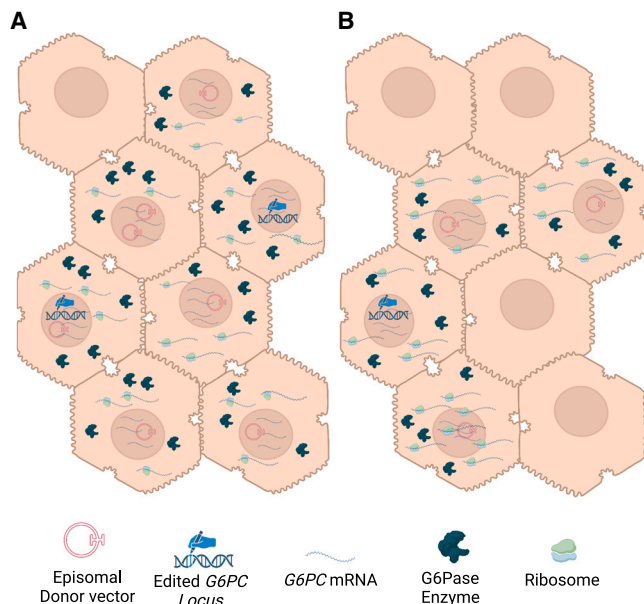 A
B
Episomal
Donor vector
Edited G6PC
Locus
G6PC mRNA
G6Pase
Enzyme
Ribosome